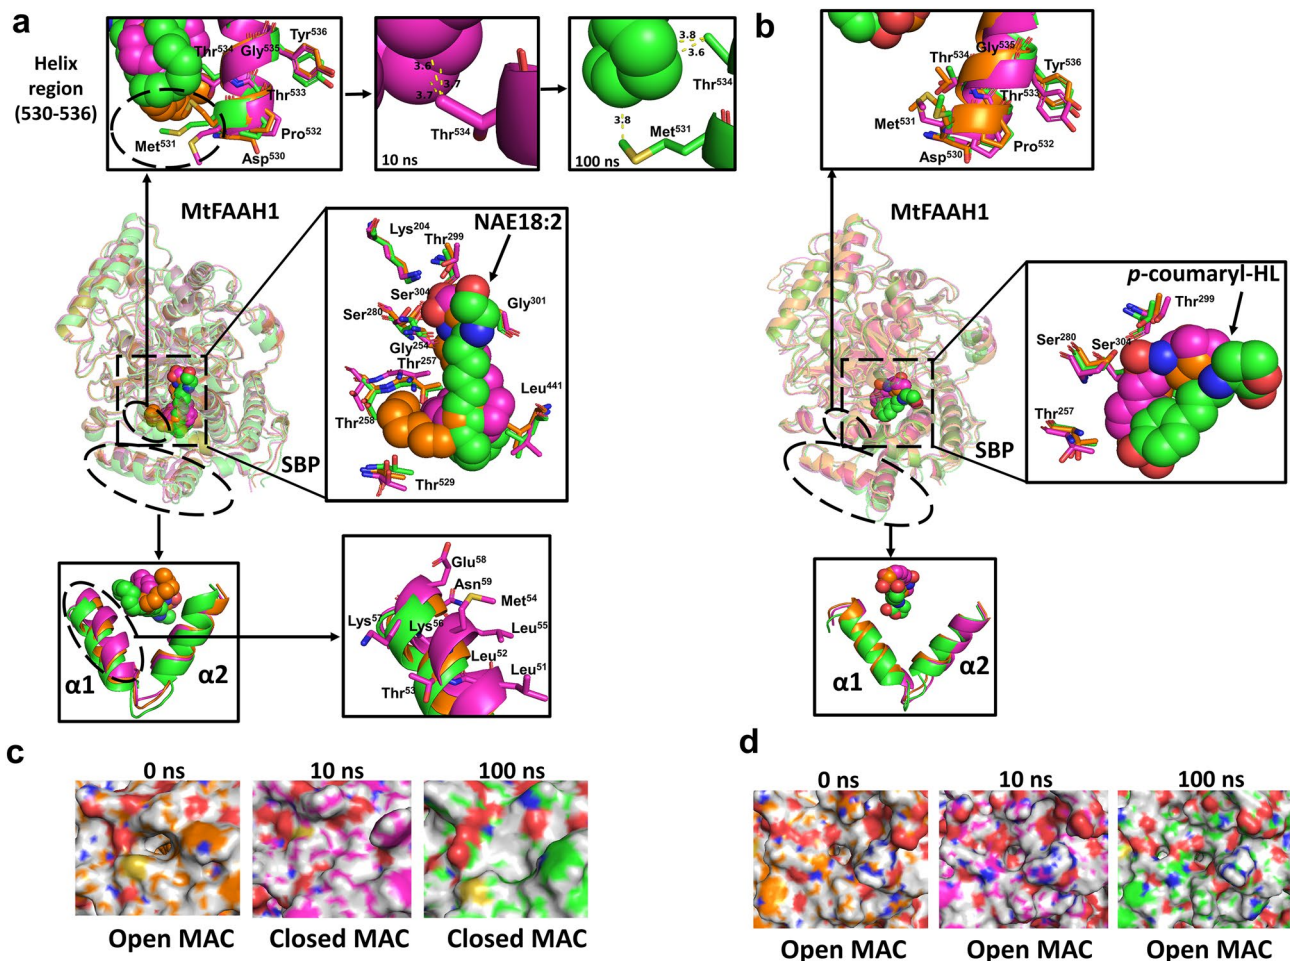 a
Helix
region
(530-536)
Thr534
Gly535
Tyr536
Thr533
Met531
Pro532
Asp530
3.6
3.7
3.7
Thr534
10 ns
3.8
3.6
Thr534
3.8
Met531
100 ns
MtFAAH1
SBP
NAE18:2
Lys204
Thr299
Ser304
Gly301
Ser280
Gly254
Thr257
Leu441
Thr258
Thr529
α1
α2
Glu58
Asn59
Met54
Lys57
Lys56
Leu55
Leu52
Leu51
Thr53
b
Gly535
Thr534
Tyr536
Thr533
Met531
Pro532
Asp530
MtFAAH1
SBP
p-coumaryl-HL
Thr299
Ser280
Ser304
Thr257
α1
α2
c
0 ns
10 ns
100 ns
Open MAC
Closed MAC
Closed MAC
d
0 ns
10 ns
100 ns
Open MAC
Open MAC
Open MAC